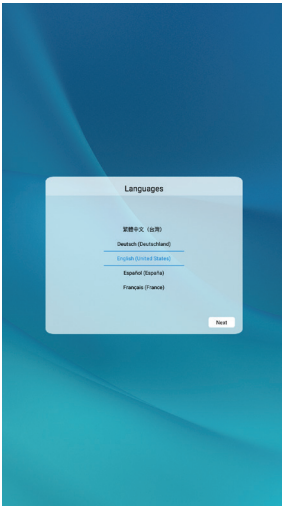 Languages
繁體中文（台灣）
Deutsch (Deutschland)
English (United States)
Español (España)
Français (France)
Next